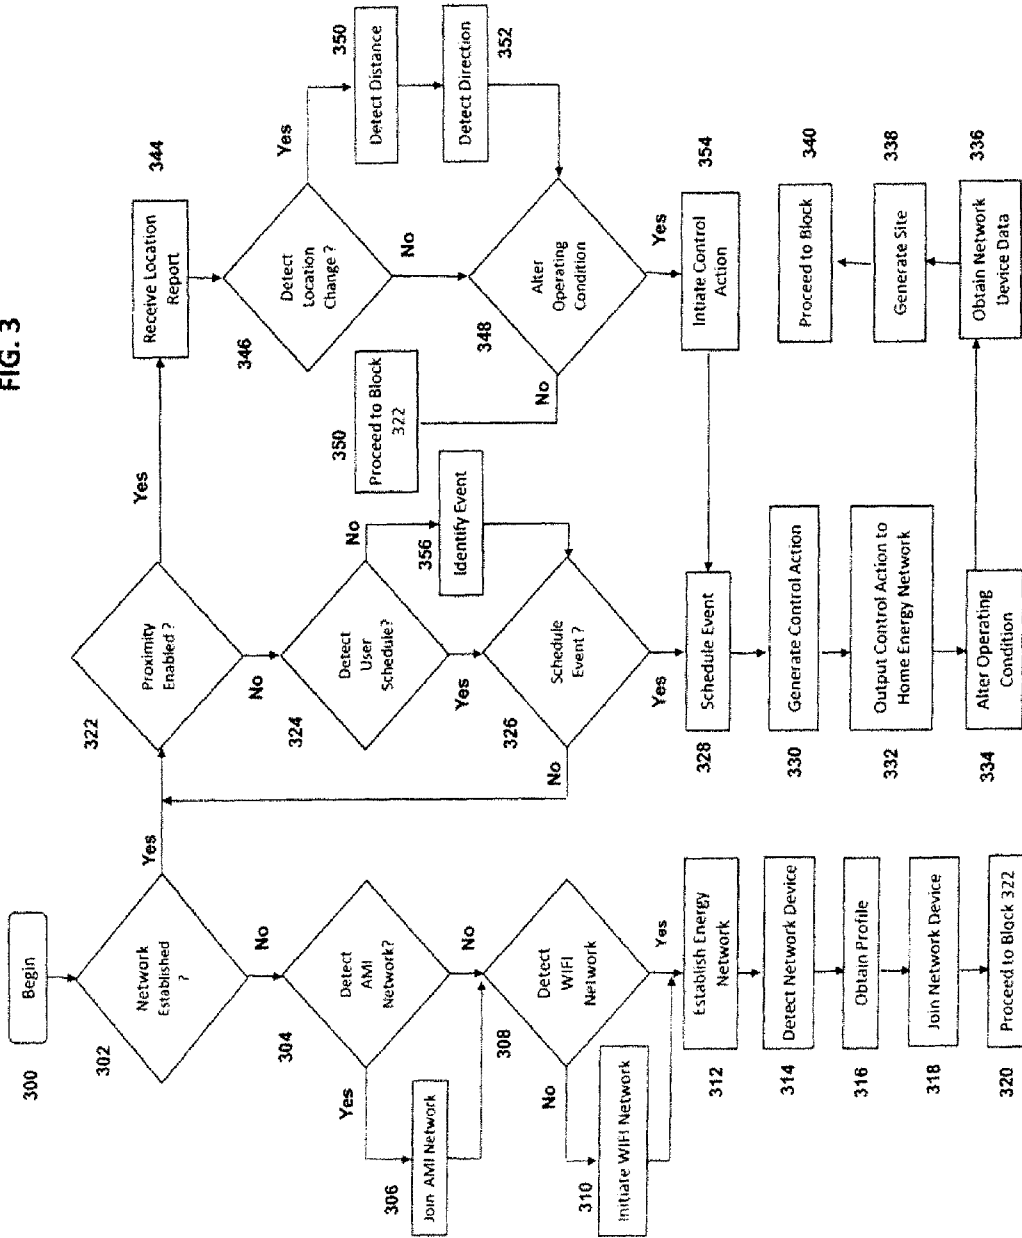 FIG. 3
300
Begin
302
Network
Established
?
Yes
No
304
Detect
AMI
Network?
Yes
No
306
Join AMI Network
308
Detect
WIFI
Network
No
Yes
310
Initiate WIFI Network
312
Establish Energy
Network
314
Detect Network Device
316
Obtain Profile
318
Join Network Device
320
Proceed to Block 322
322
Proximity
Enabled ?
Yes
No
324
Detect
User
Schedule?
No
Yes
356
Identify Event
326
Schedule
Event ?
No
Yes
328
Schedule Event
330
Generate Control Action
332
Output Control Action to
Home Energy Network
334
Alter Operating
Condition
344
Receive Location
Report
346
Detect
Location
Change ?
Yes
No
350
Detect Distance
352
Detect Direction
348
Alter
Operating
Condition
No
Yes
350
Proceed to Block
322
354
Intiate Control
Action
340
Proceed to Block
338
Generate Site
336
Obtain Network
Device Data